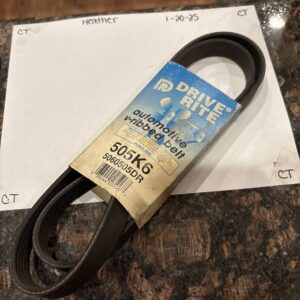 CT
Heather
1-20-25
CT
DRIVE®
RITE
automotive
v-ribbed belt
505K6
5060505DR
CT
CT